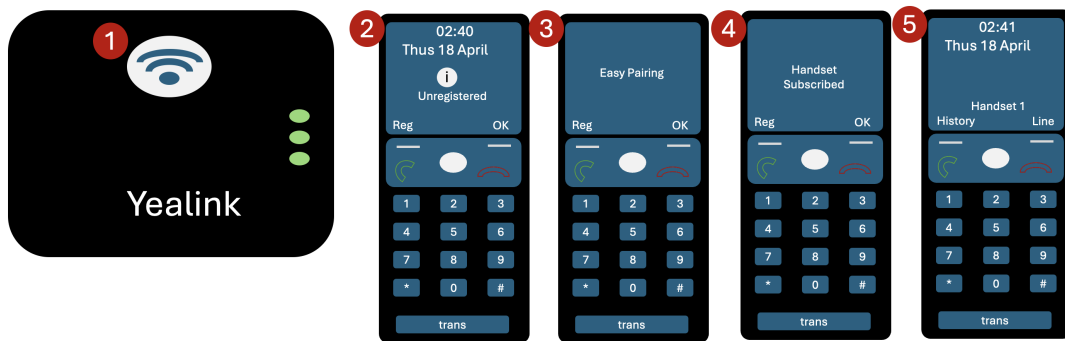 1
Yealink
2
02:40
Thus 18 April
i
Unregistered
Reg OK
1 2 3
4 5 6
7 8 9
* 0 #
trans
3
Easy Pairing
Reg OK
1 2 3
4 5 6
7 8 9
* 0 #
trans
4
Handset
Subscribed
Reg OK
1 2 3
4 5 6
7 8 9
* 0 #
trans
5
02:41
Thus 18 April
Handset 1
History Line
1 2 3
4 5 6
7 8 9
* 0 #
trans